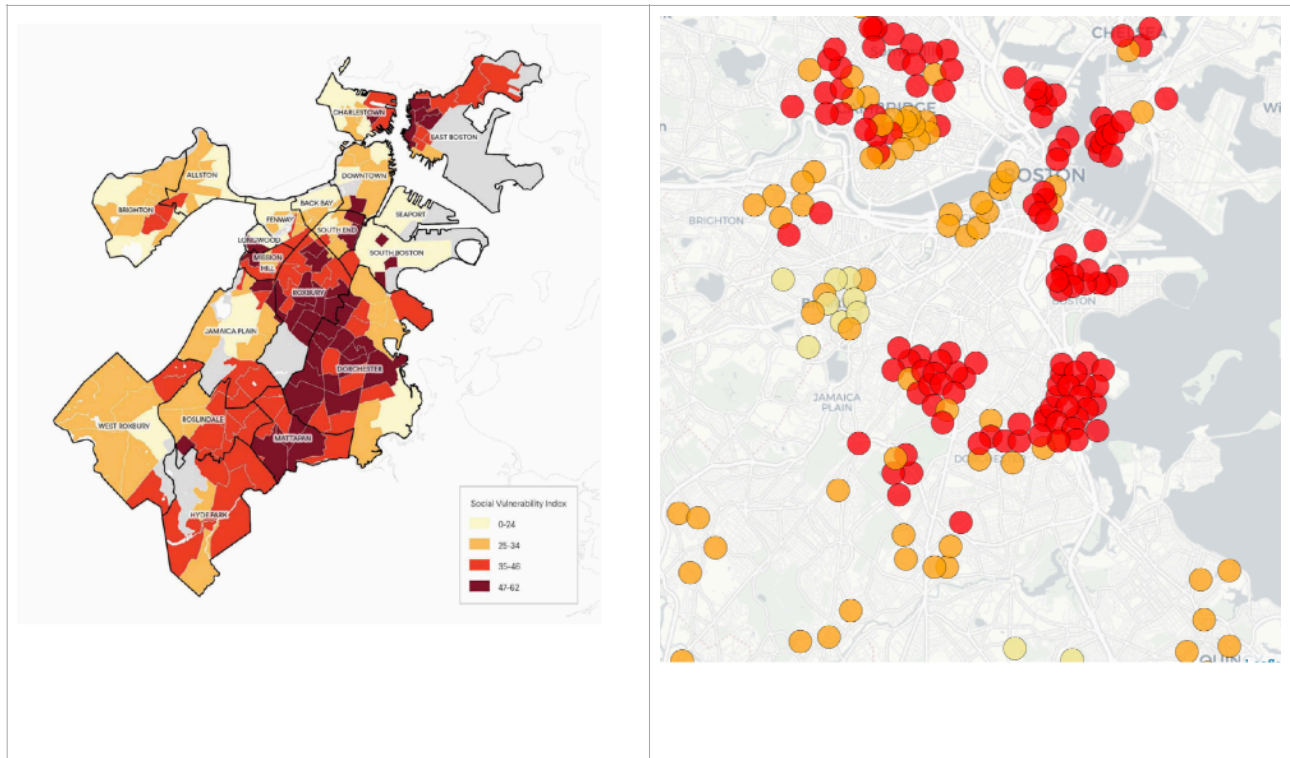 CHARLESTOWN
EAST BOSTON
ALLSTON
DOWNTOWN
BRIGHTON
BACK BAY
SEAPORT
FENWAY
SOUTH END
LONGWOOD
SOUTH BOSTON
MISSION
HILL
ROXBURY
JAMAICA PLAIN
DORCHESTER
WEST ROXBURY
ROSLINDALE
MATTAPAN
HYDE PARK
Social Vulnerability Index
0-24
25-34
35-46
47-62
CHELSEA
BRIGHTON
BOSTON
BOSTON
JAMAICA
PLAIN